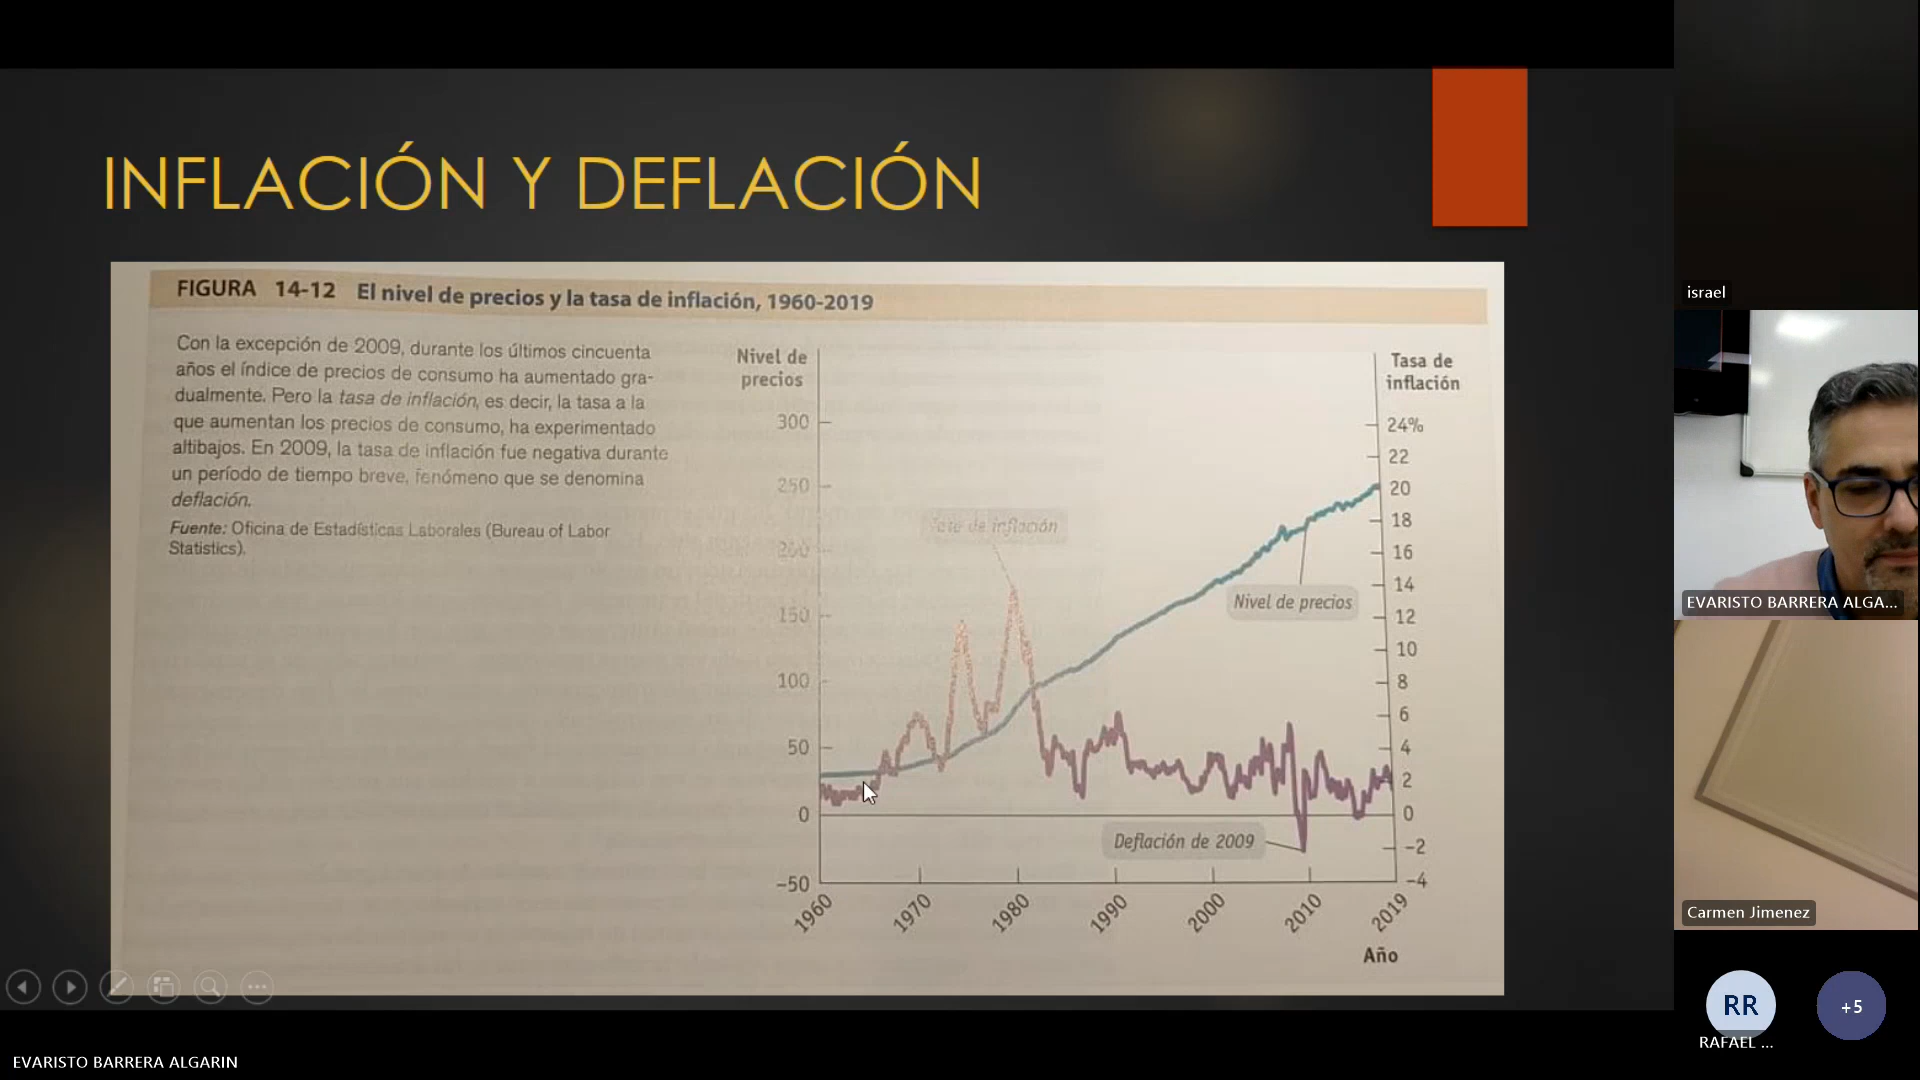 INFLACIÓN Y DEFLACIÓN
FIGURA 14-12 El nivel de precios y la tasa de inflación, 1960-2019
Con la excepción de 2009, durante los últimos cincuenta
años el índice de precios de consumo ha aumentado gra-
dualmente. Pero la tasa de inflación, es decir, la tasa a la
que aumentan los precios de consumo, ha experimentado
altibajos. En 2009, la tasa de inflación fue negativa durante
un período de tiempo breve, fenómeno que se denomina
deflación.
Fuente: Oficina de Estadísticas Laborales (Bureau of Labor
Statistics).
Nivel de
precios
300
250
200
150
100
50
0
-50
Tasa de inflación
Nivel de precios
Deflación de 2009
Tasa de
inflación
24%
22
20
18
16
14
12
10
8
6
4
2
0
-2
-4
1960
1970
1980
1990
2000
2010
2019
Año
israel
EVARISTO BARRERA ALGA...
Carmen Jimenez
RR
+5
RAFAEL ...
EVARISTO BARRERA ALGARIN